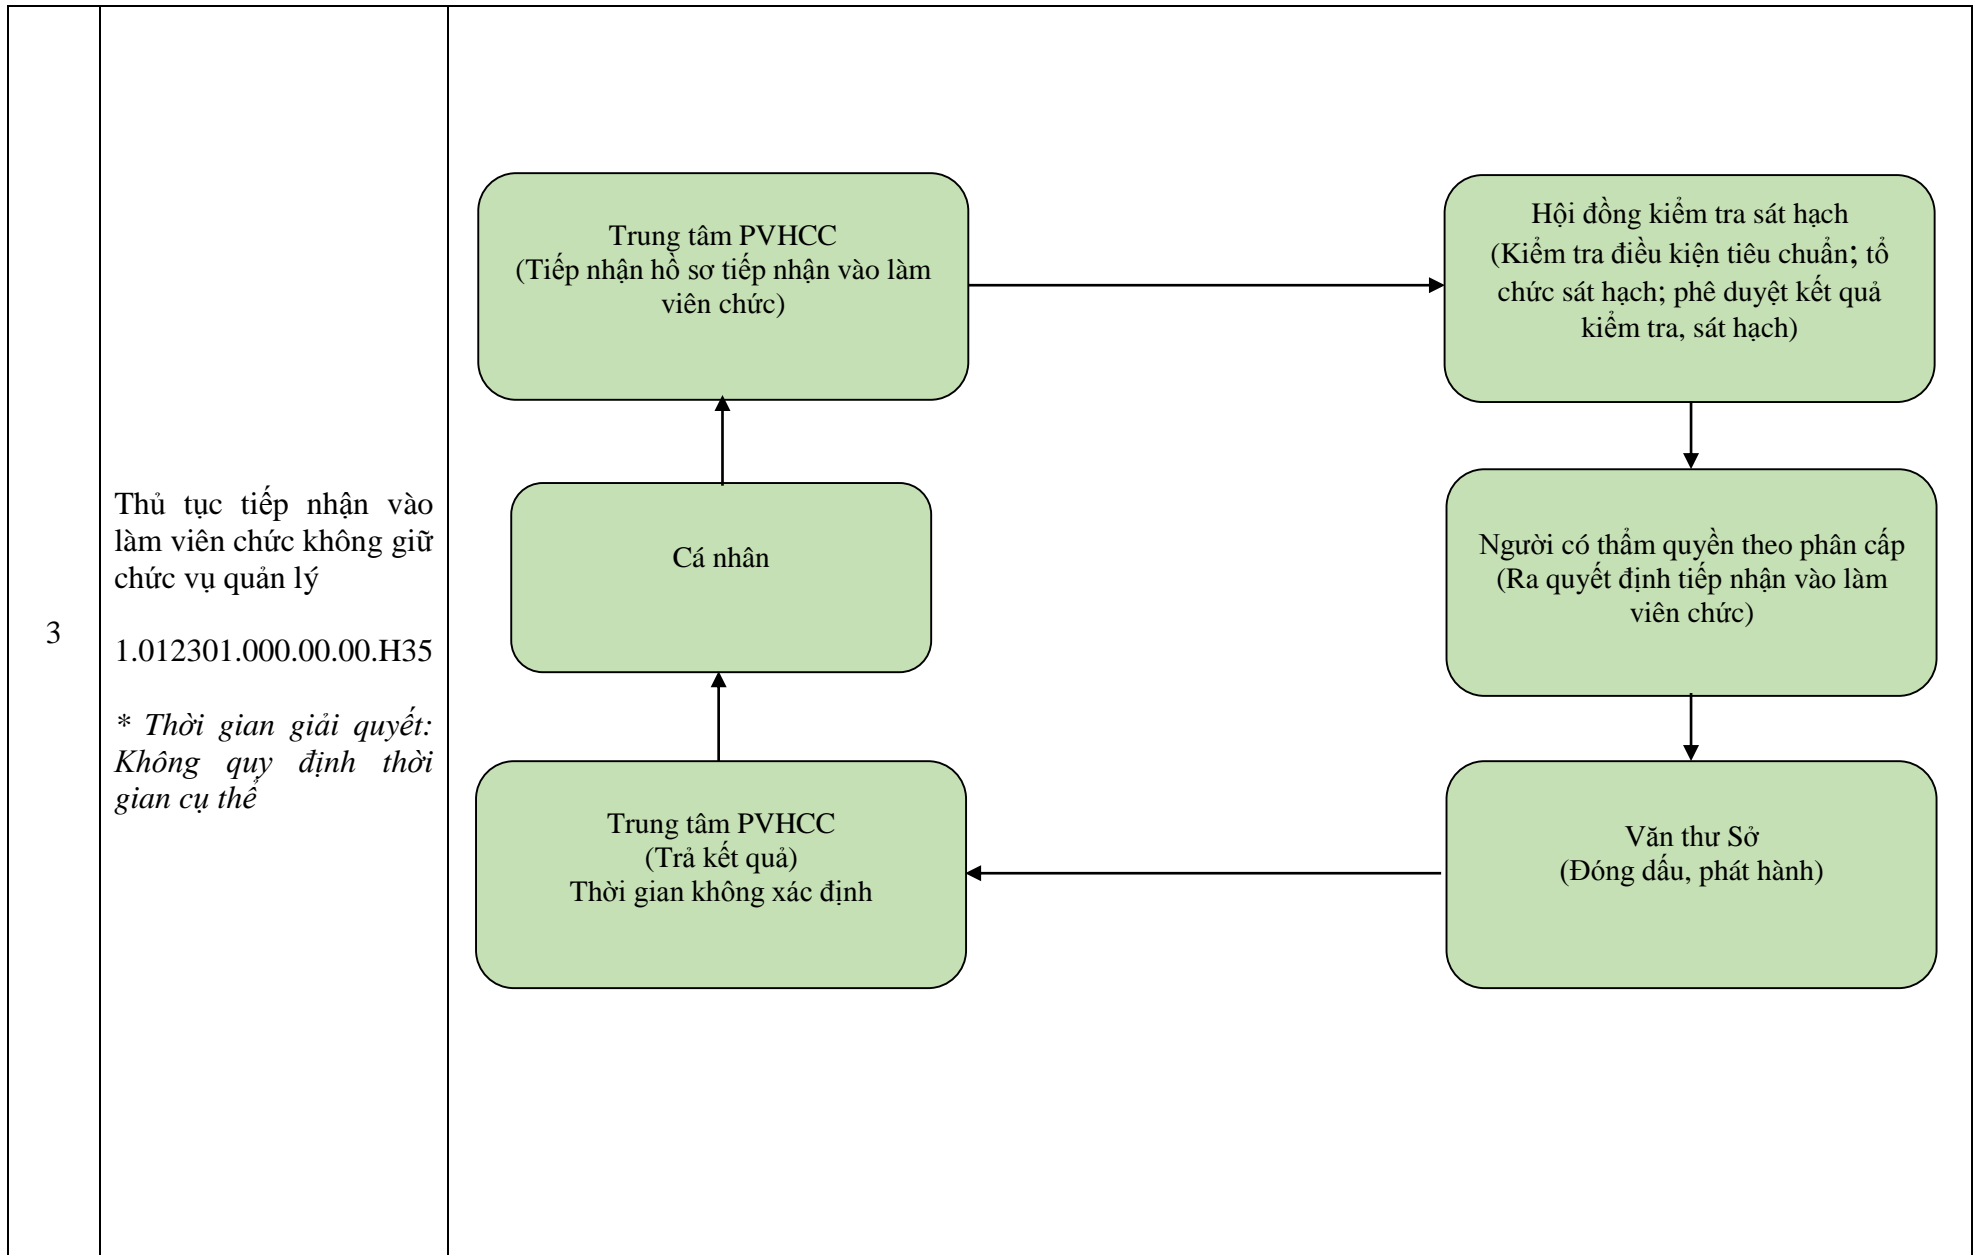 3
Thủ tục tiếp nhận vào
làm viên chức không giữ
chức vụ quản lý
1.012301.000.00.00.H35
* Thời gian giải quyết:
Không quy định thời
gian cụ thể
Trung tâm PVHCC
(Tiếp nhận hồ sơ tiếp nhận vào làm
viên chức)
Hội đồng kiểm tra sát hạch
(Kiểm tra điều kiện tiêu chuẩn; tổ
chức sát hạch; phê duyệt kết quả
kiểm tra, sát hạch)
Cá nhân
Người có thẩm quyền theo phân cấp
(Ra quyết định tiếp nhận vào làm
viên chức)
Trung tâm PVHCC
(Trả kết quả)
Thời gian không xác định
Văn thư Sở
(Đóng dấu, phát hành)